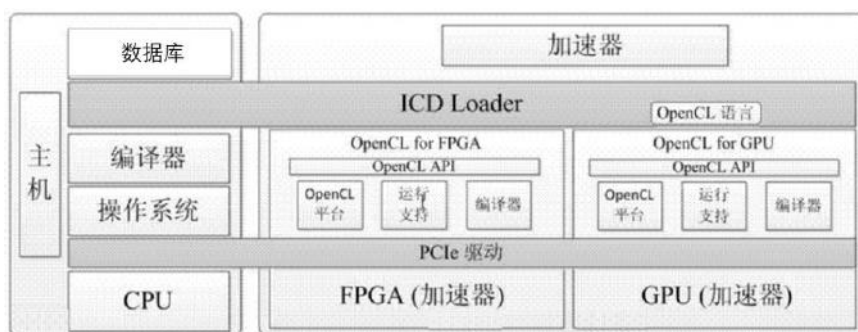 数据库
加速器
ICD Loader
OpenCL 语言
主机
编译器
操作系统
OpenCL for FPGA
OpenCL API
OpenCL
平台
运行
支持
编译器
OpenCL for GPU
OpenCL API
OpenCL
平台
运行
支持
编译器
PCIe 驱动
CPU
FPGA (加速器)
GPU (加速器)